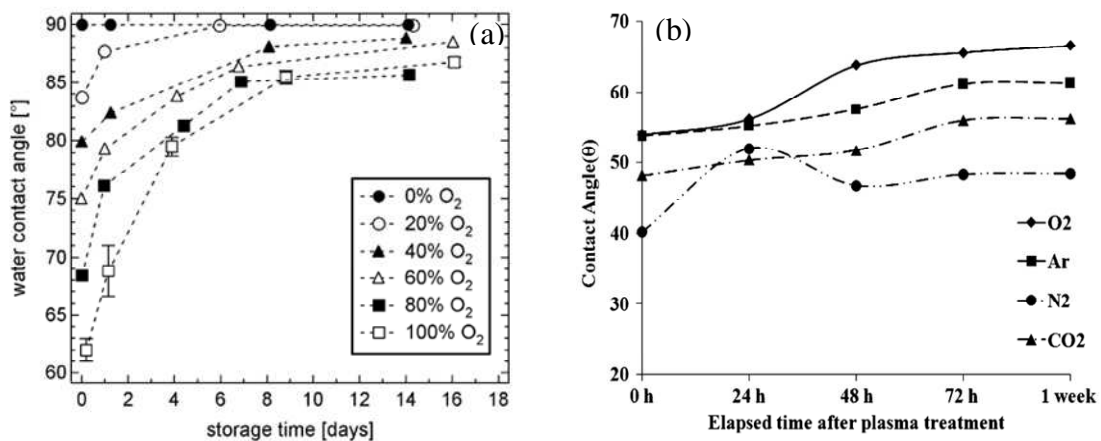 (a)
water contact angle [°]
90
85
80
75
70
65
60
0% O2
20% O2
40% O2
60% O2
80% O2
100% O2
0 2 4 6 8 10 12 14 16 18
storage time [days]
(b)
Contact Angle(θ)
70
60
50
40
30
20
O2
Ar
N2
CO2
0 h 24 h 48 h 72 h 1 week
Elapsed time after plasma treatment